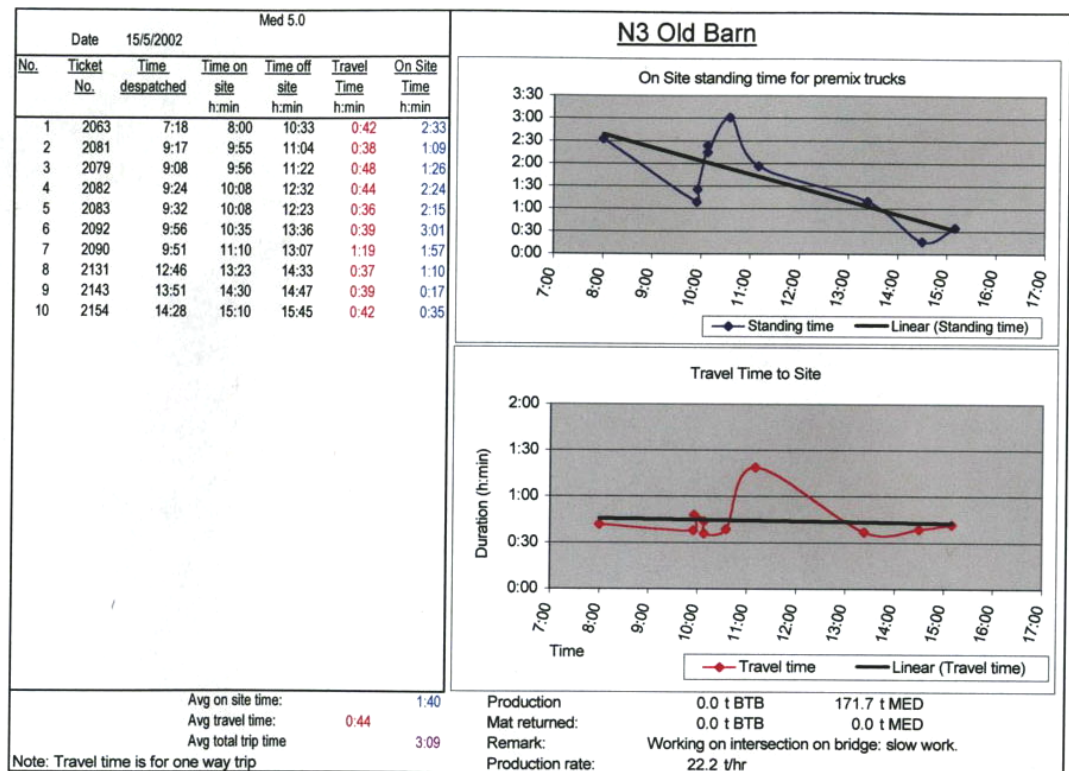 Med 5.0
Date 15/5/2002
No. Ticket No. Time despatched Time on site h:min Time off site h:min Travel Time h:min On Site Time h:min
1 2063 7:18 8:00 10:33 0:42 2:33
2 2081 9:17 9:55 11:04 0:38 1:09
3 2079 9:08 9:56 11:22 0:48 1:26
4 2082 9:24 10:08 12:32 0:44 2:24
5 2083 9:32 10:08 12:23 0:36 2:15
6 2092 9:56 10:35 13:36 0:39 3:01
7 2090 9:51 11:10 13:07 1:19 1:57
8 2131 12:46 13:23 14:33 0:37 1:10
9 2143 13:51 14:30 14:47 0:39 0:17
10 2154 14:28 15:10 15:45 0:42 0:35
Avg on site time: 1:40
Avg travel time: 0:44
Avg total trip time 3:09
Note: Travel time is for one way trip
N3 Old Barn
On Site standing time for premix trucks
3:30
3:00
2:30
2:00
1:30
1:00
0:30
0:00
7:00 8:00 9:00 10:00 11:00 12:00 13:00 14:00 15:00 16:00 17:00
Standing time Linear (Standing time)
Travel Time to Site
Duration (h:min)
2:00
1:30
1:00
0:30
0:00
7:00 8:00 9:00 10:00 11:00 12:00 13:00 14:00 15:00 16:00 17:00
Time
Travel time Linear (Travel time)
Production 0.0 t BTB 171.7 t MED
Mat returned: 0.0 t BTB 0.0 t MED
Remark: Working on intersection on bridge: slow work.
Production rate: 22.2 t/hr